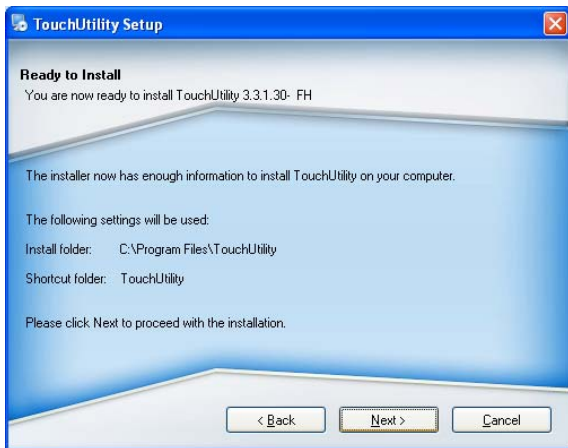 TouchUtility Setup
Ready to Install
You are now ready to install TouchUtility 3.3.1.30- FH
The installer now has enough information to install TouchUtility on your computer.
The following settings will be used:
Install folder: C:\Program Files\TouchUtility
Shortcut folder: TouchUtility
Please click Next to proceed with the installation.
< Back Next > Cancel